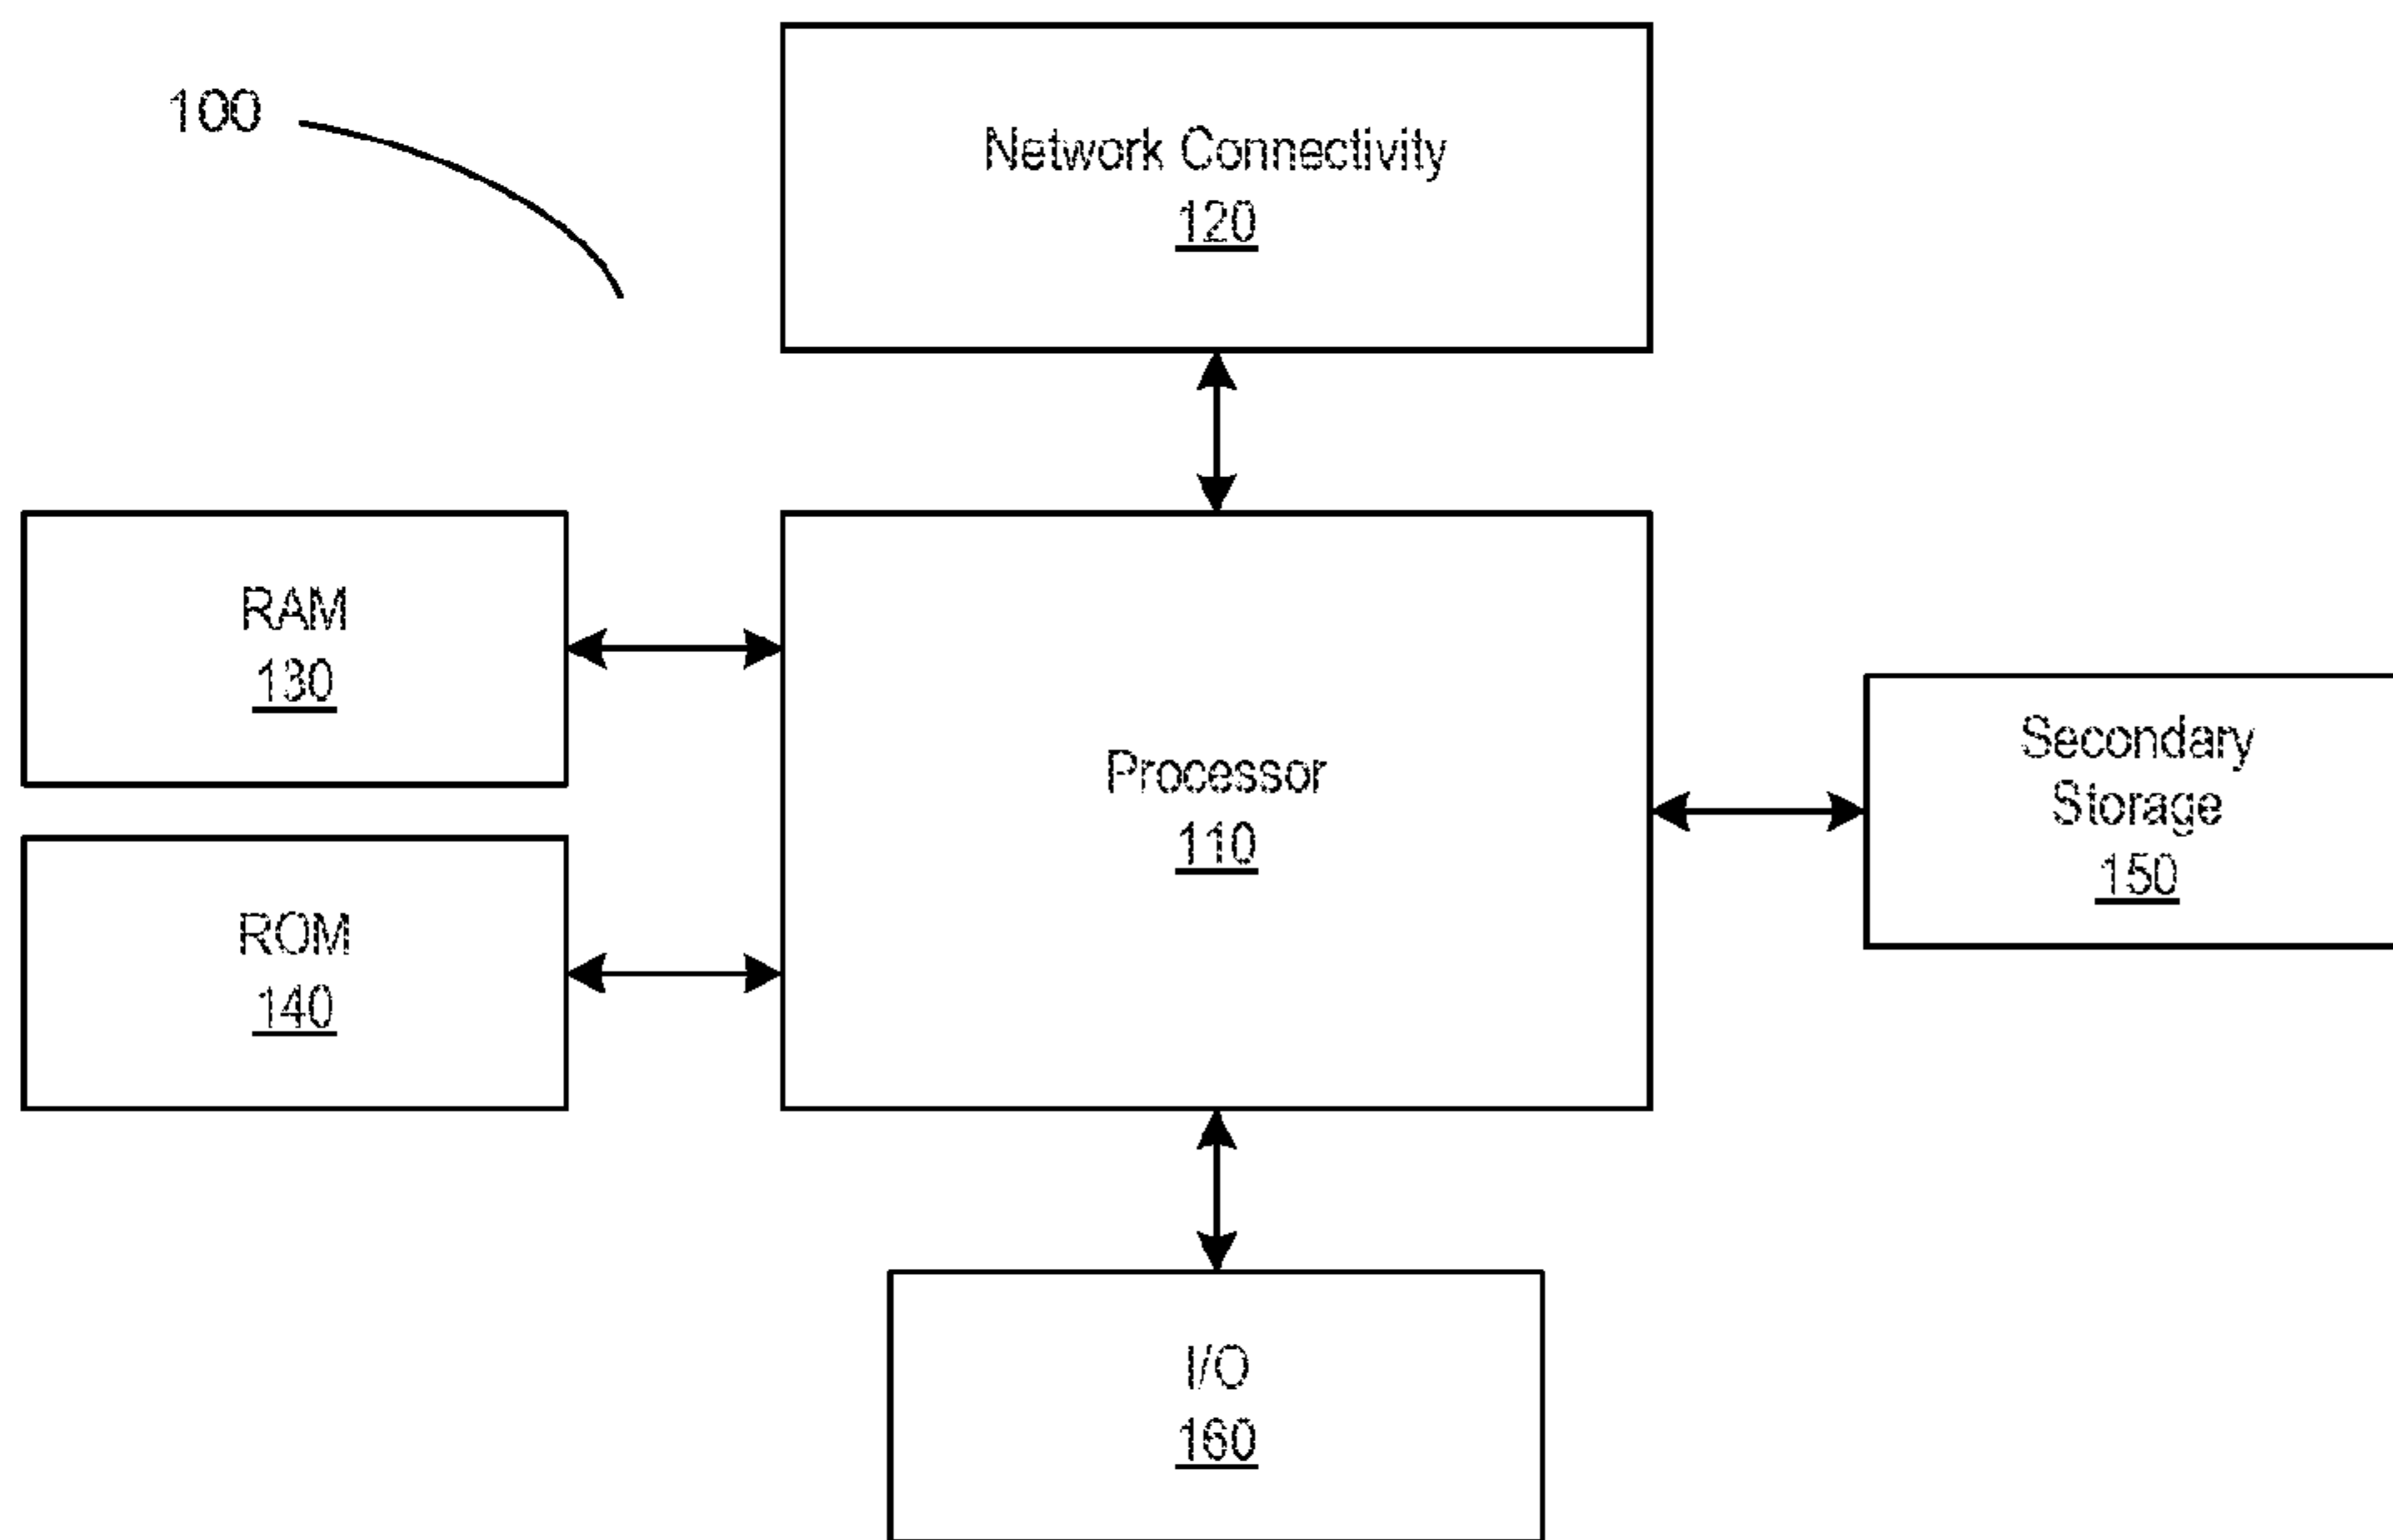 100
Network Connectivity
120
RAM
130
ROM
140
Processor
110
Secondary
Storage
150
I/O
160